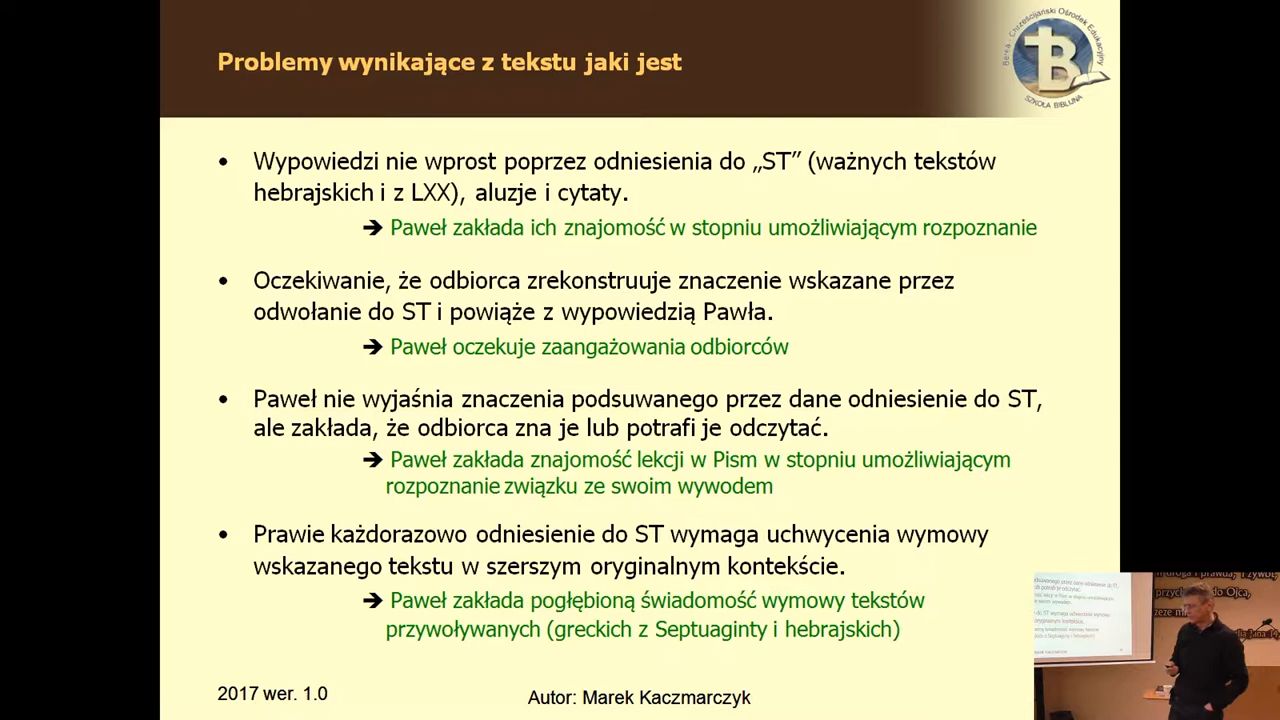 Problemy wynikające z tekstu jaki jest
Berea - Chrześcijański Ośrodek Edukacyjny
SZKOŁA BIBLIJNA
• Wypowiedzi nie wprost poprzez odniesienia do „ST” (ważnych tekstów
hebrajskich i z LXX), aluzje i cytaty.
➔ Paweł zakłada ich znajomość w stopniu umożliwiającym rozpoznanie
• Oczekiwanie, że odbiorca zrekonstruuje znaczenie wskazane przez
odwołanie do ST i powiąże z wypowiedzią Pawła.
➔ Paweł oczekuje zaangażowania odbiorców
• Paweł nie wyjaśnia znaczenia podsuwanego przez dane odniesienie do ST,
ale zakłada, że odbiorca zna je lub potrafi je odczytać.
➔ Paweł zakłada znajomość lekcji w Pism w stopniu umożliwiającym
rozpoznanie związku ze swoim wywodem
• Prawie każdorazowo odniesienie do ST wymaga uchwycenia wymowy
wskazanego tekstu w szerszym oryginalnym kontekście.
➔ Paweł zakłada pogłębioną świadomość wymowy tekstów
przywoływanych (greckich z Septuaginty i hebrajskich)
2017 wer. 1.0
Autor: Marek Kaczmarczyk